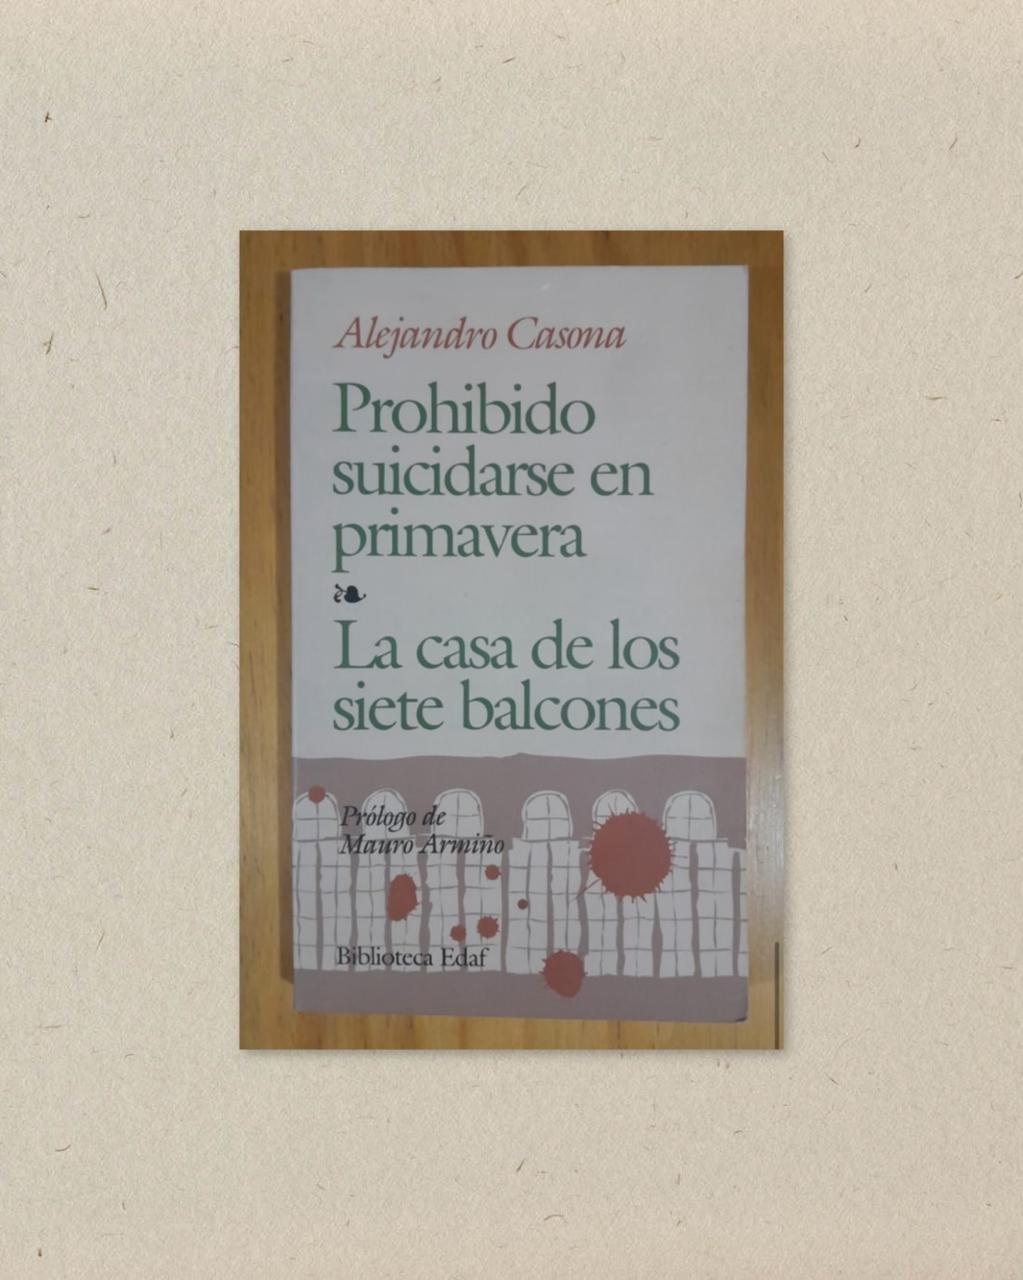 Alejandro Casona
Prohibido
suicidarse en
primavera
La casa de los
siete balcones
Prólogo de
Mauro Armiño
Biblioteca Edaf